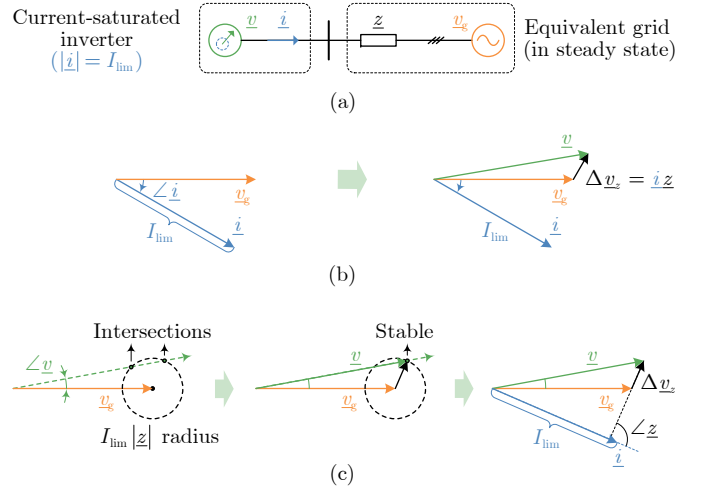 Current-saturated
inverter
(|i| = I_lim)
v
i
z
v_g
Equivalent grid
(in steady state)
(a)
∠i
v_g
I_lim
i
v
Δv_z = i z
v_g
I_lim
i
(b)
Intersections
∠v
v_g
I_lim |z| radius
Stable
v
v_g
v
Δv_z
v_g
I_lim
∠z
i
(c)